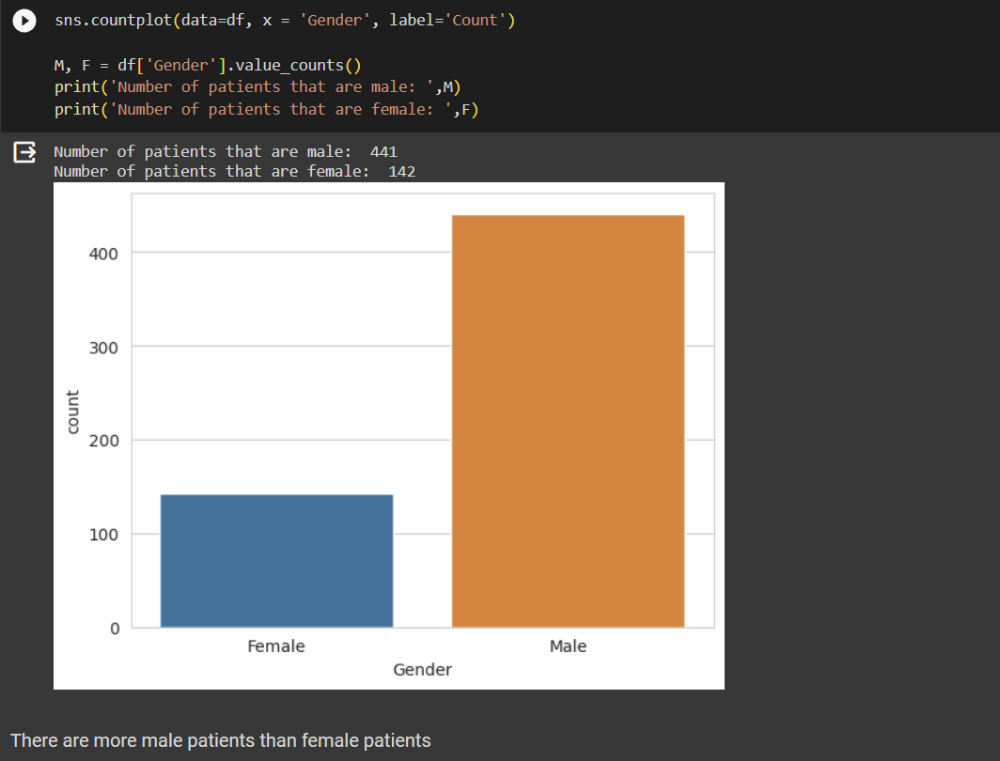 sns.countplot(data=df, x = 'Gender', label='Count')
M, F = df['Gender'].value_counts()
print('Number of patients that are male: ',M)
print('Number of patients that are female: ',F)
Number of patients that are male:  441
Number of patients that are female:  142
400
300
200
100
0
count
Female Male
Gender
There are more male patients than female patients